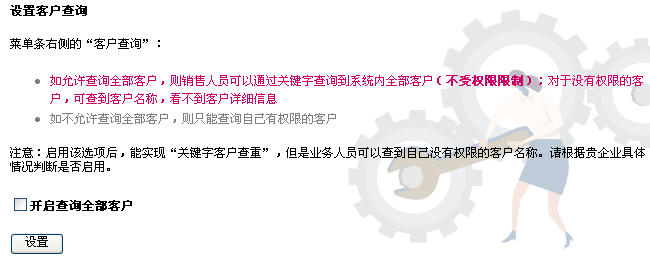 设置客户查询
菜单条右侧的“客户查询”：
如允许查询全部客户，则销售人员可以通过关键字查询到系统内全部客户（不受权限限制）；对于没有权限的客
户，可查到客户名称，看不到客户详细信息
如不允许查询全部客户，则只能查询自己有权限的客户
注意：启用该选项后，能实现“关键字客户查重”，但是业务人员可以查到自己没有权限的客户名称。请根据贵企业具体
情况判断是否启用。
开启查询全部客户
设置